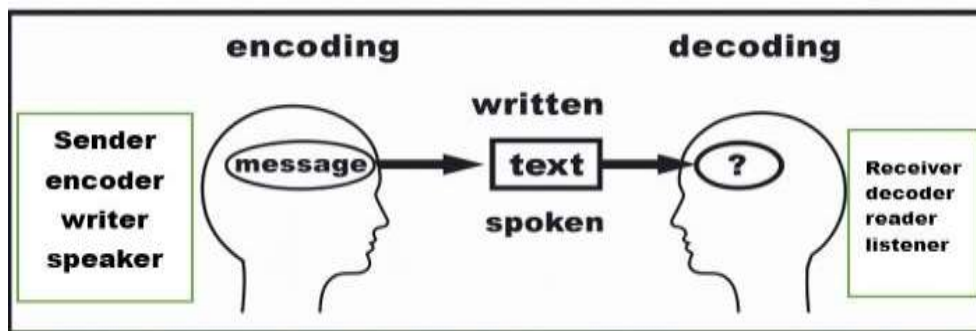 encoding
decoding
written
Sender
encoder
writer
speaker
message
text
?
spoken
Receiver
decoder
reader
listener